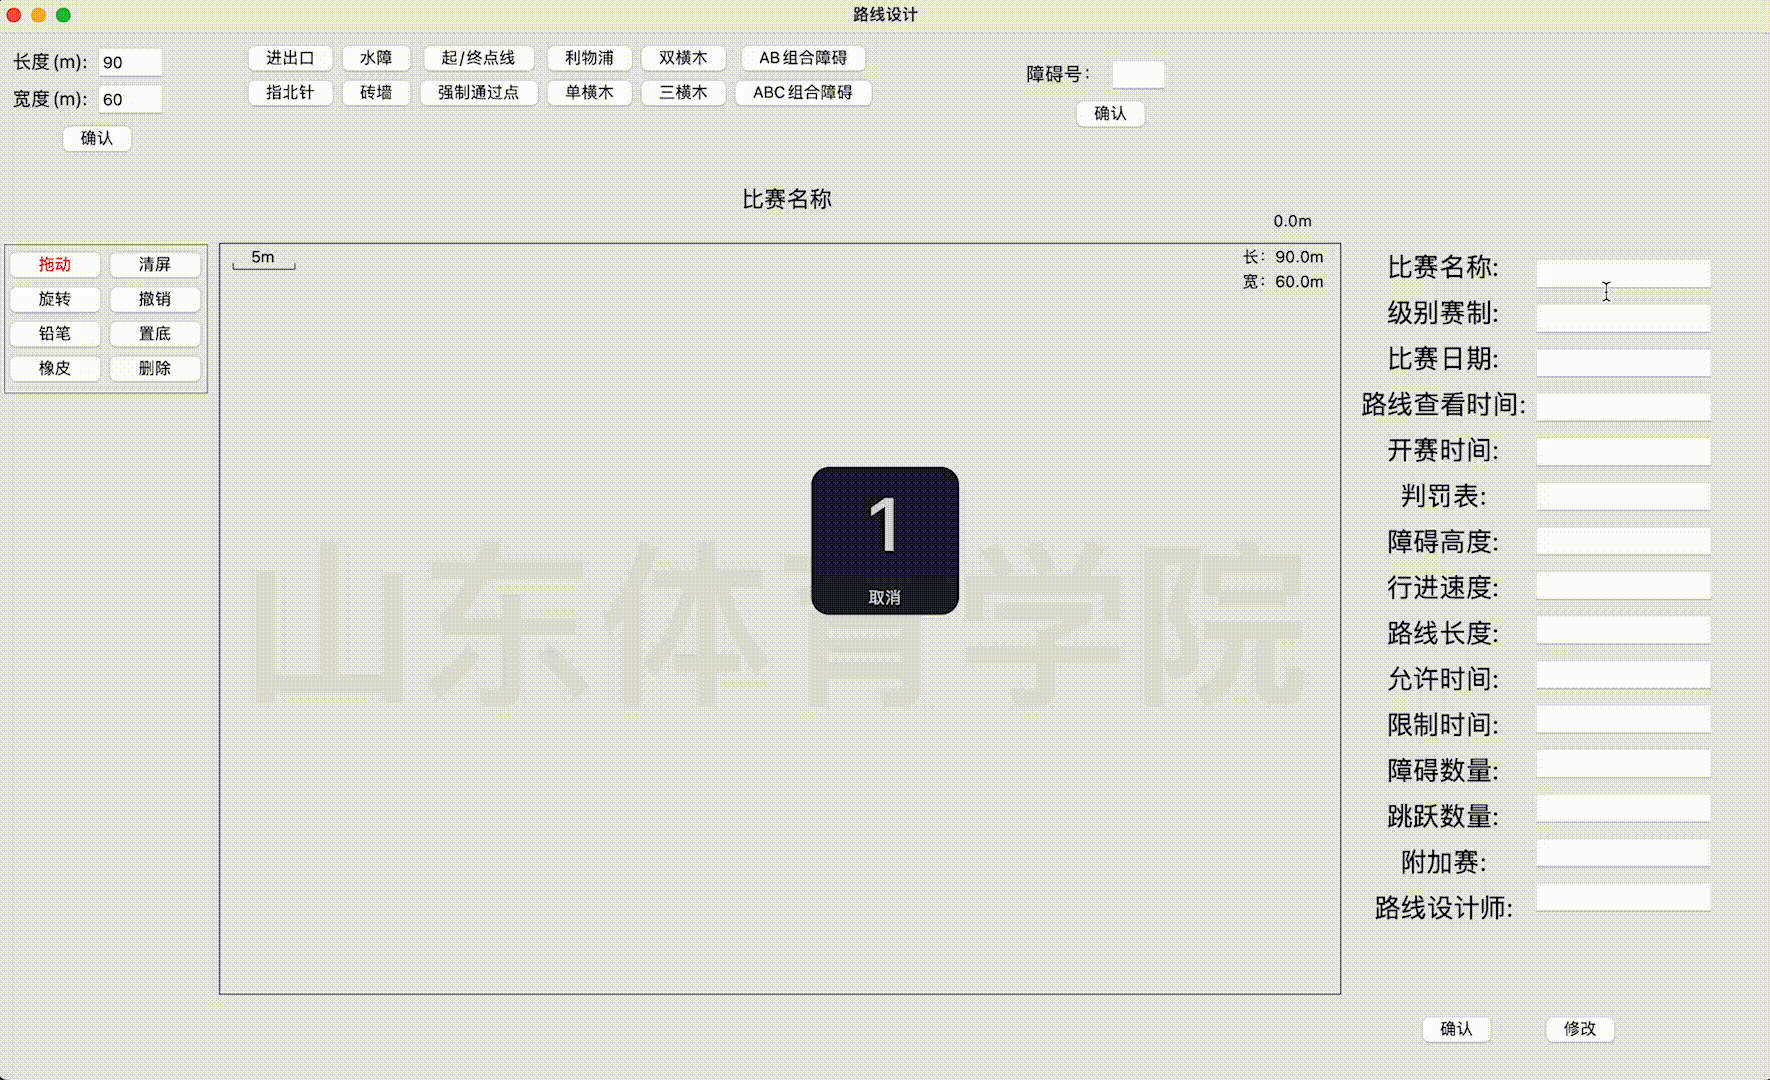 路线设计
长度(m): 90
宽度(m): 60
确认
进出口 水障 起/终点线 利物浦 双横木 AB组合障碍
指北针 砖墙 强制通过点 单横木 三横木 ABC组合障碍
障碍号:
确认
比赛名称
0.0m
拖动 清屏
旋转 撤销
铅笔 置底
橡皮 删除
5m
长: 90.0m
宽: 60.0m
1
取消
山东体育学院
比赛名称:
级别赛制:
比赛日期:
路线查看时间:
开赛时间:
判罚表:
障碍高度:
行进速度:
路线长度:
允许时间:
限制时间:
障碍数量:
跳跃数量:
附加赛:
路线设计师:
确认 修改